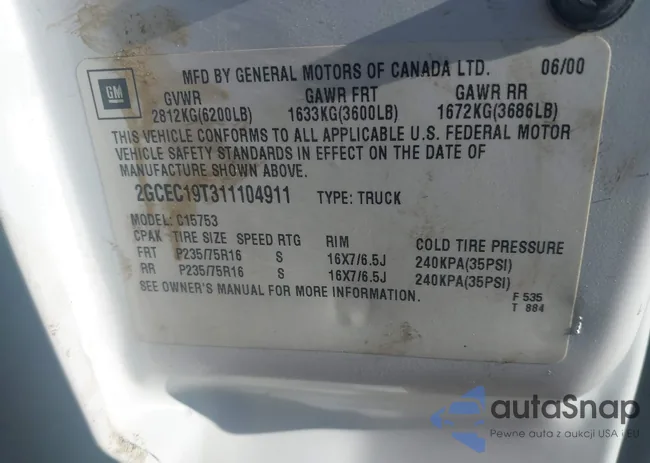 MFD BY GENERAL MOTORS OF CANADA LTD. 06/00
GM
GVWR GAWR FRT GAWR RR
2812KG(6200LB) 1633KG(3600LB) 1672KG(3686LB)
THIS VEHICLE CONFORMS TO ALL APPLICABLE U.S. FEDERAL MOTOR
VEHICLE SAFETY STANDARDS IN EFFECT ON THE DATE OF
MANUFACTURE SHOWN ABOVE.
2GCEC19T311104911 TYPE: TRUCK
MODEL: C15753
CPAK TIRE SIZE SPEED RTG RIM COLD TIRE PRESSURE
FRT P235/75R16 S 16X7/6.5J 240KPA(35PSI)
RR P235/75R16 S 16X7/6.5J 240KPA(35PSI)
SEE OWNER'S MANUAL FOR MORE INFORMATION.
F 535
T 884
autoSnap
Pewne auta z aukcji USA i EU